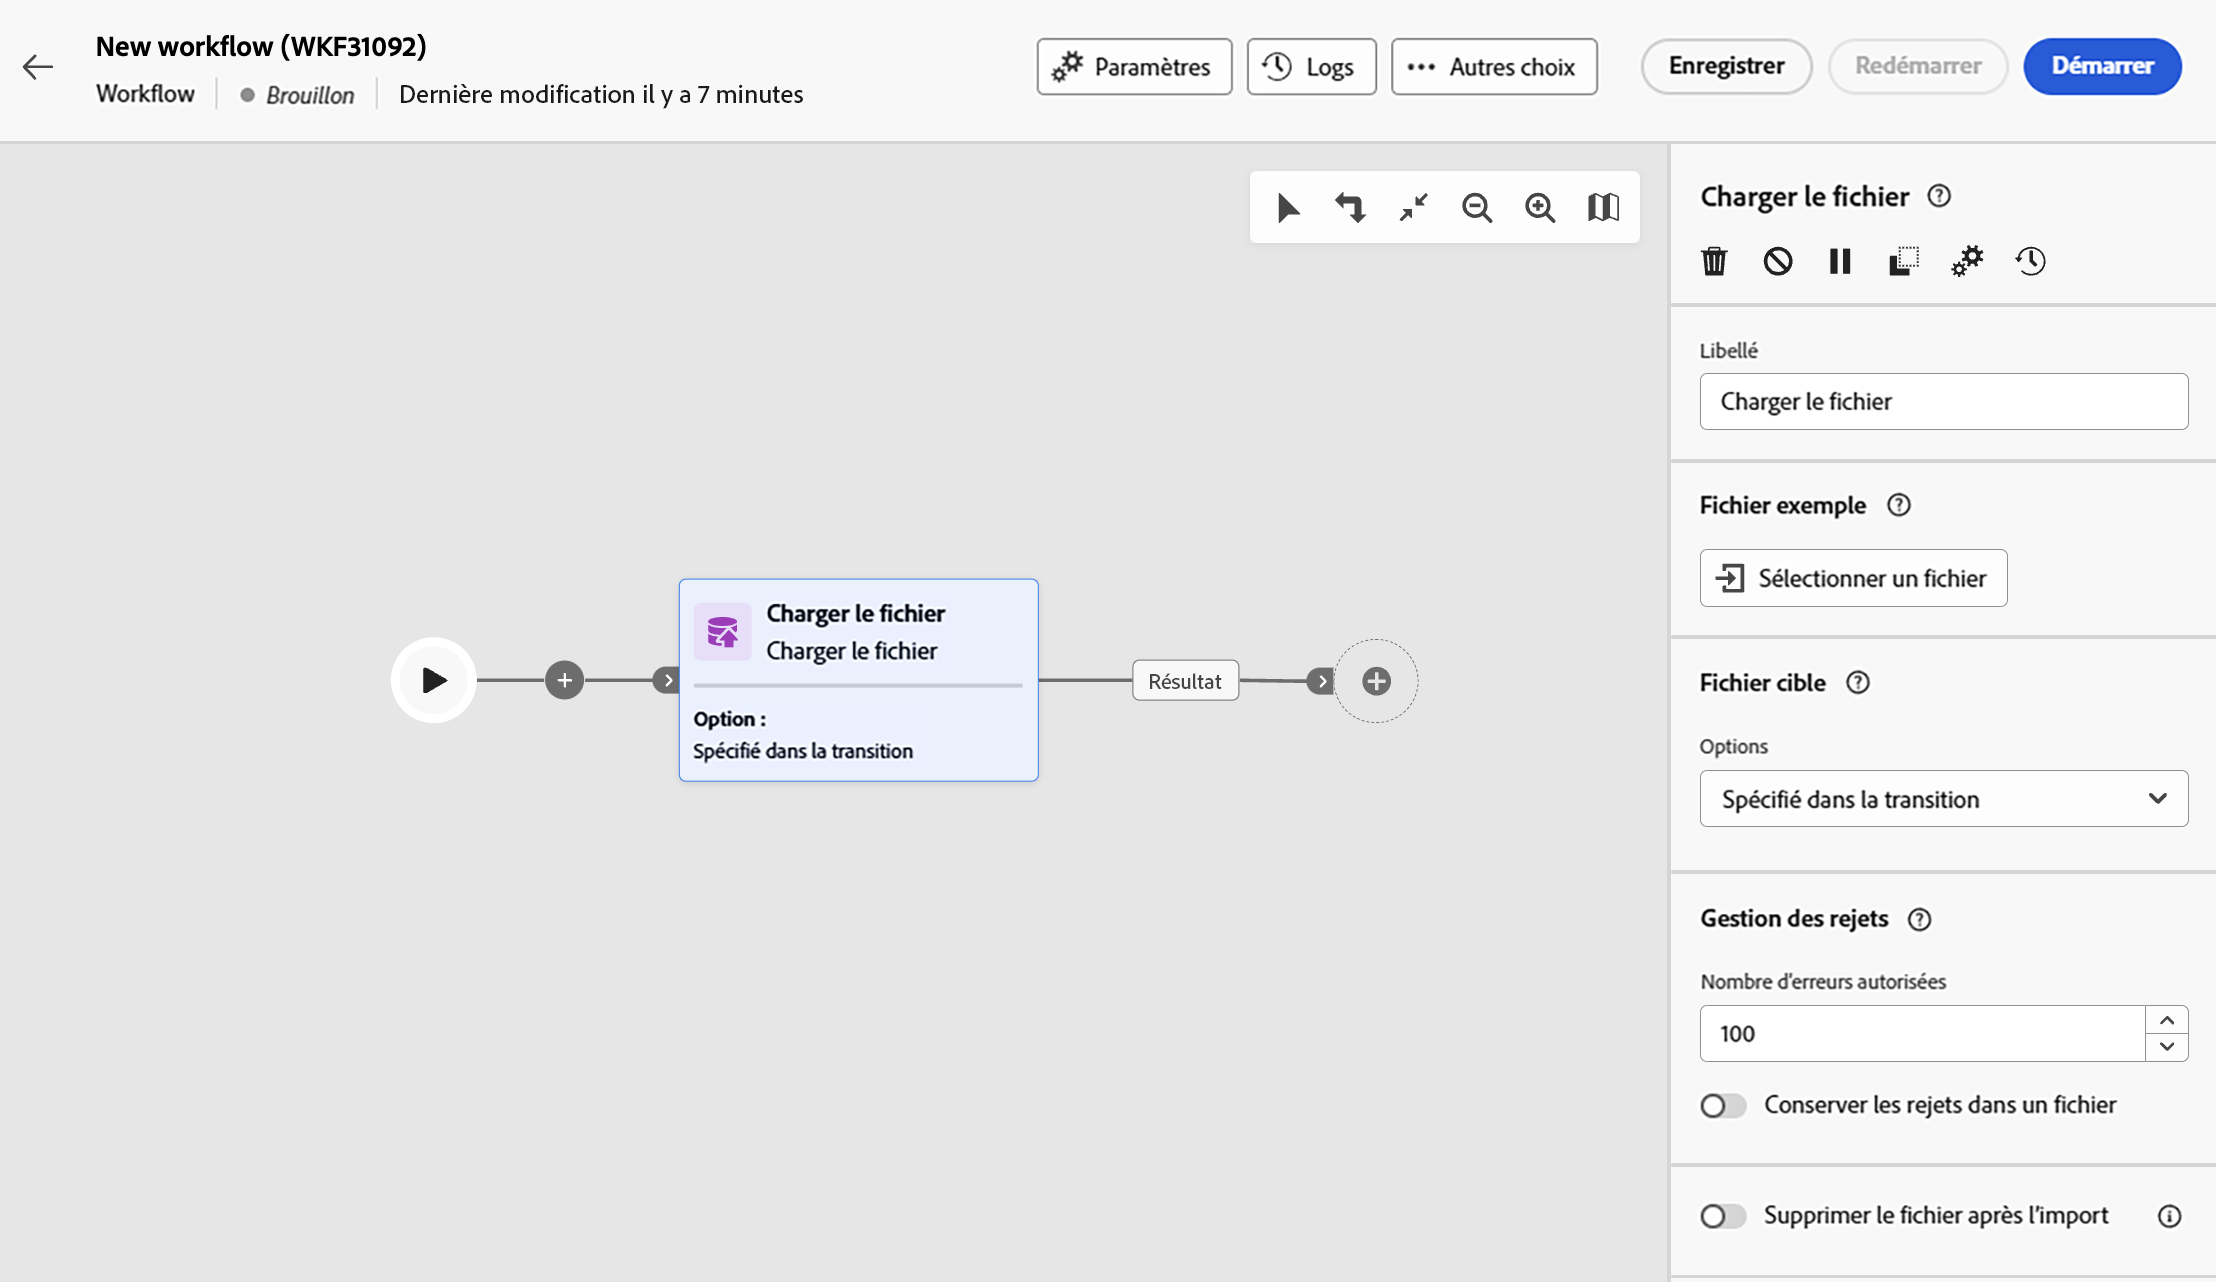 New workflow (WKF31092)
Workflow
Brouillon
Dernière modification il y a 7 minutes
Paramètres
Logs
Autres choix
Enregistrer
Redémarrer
Démarrer
Charger le fichier
Charger le fichier
Option :
Spécifié dans la transition
Résultat
Charger le fichier
Libellé
Charger le fichier
Fichier exemple
Sélectionner un fichier
Fichier cible
Options
Spécifié dans la transition
Gestion des rejets
Nombre d'erreurs autorisées
100
Conserver les rejets dans un fichier
Supprimer le fichier après l'import